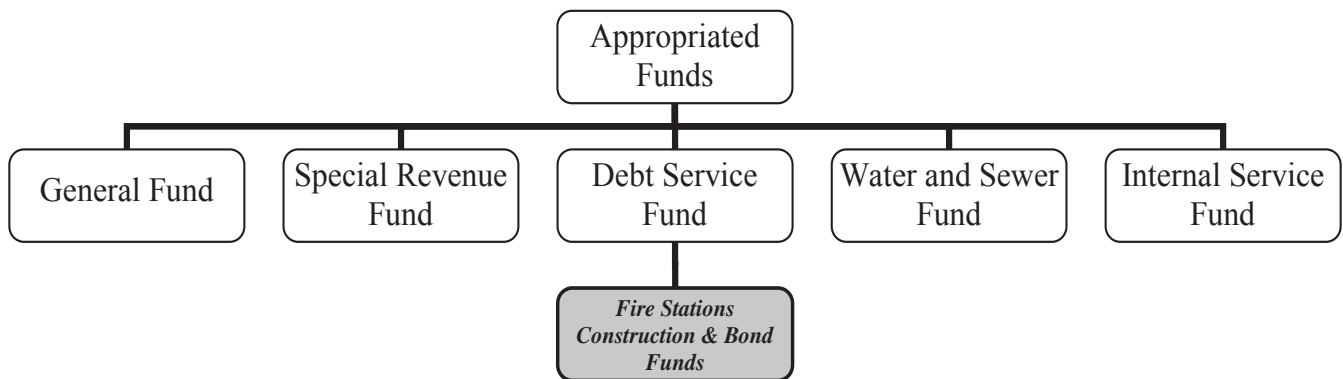 Appropriated
Funds
General Fund
Special Revenue
Fund
Debt Service
Fund
Water and Sewer
Fund
Internal Service
Fund
Fire Stations
Construction & Bond
Funds